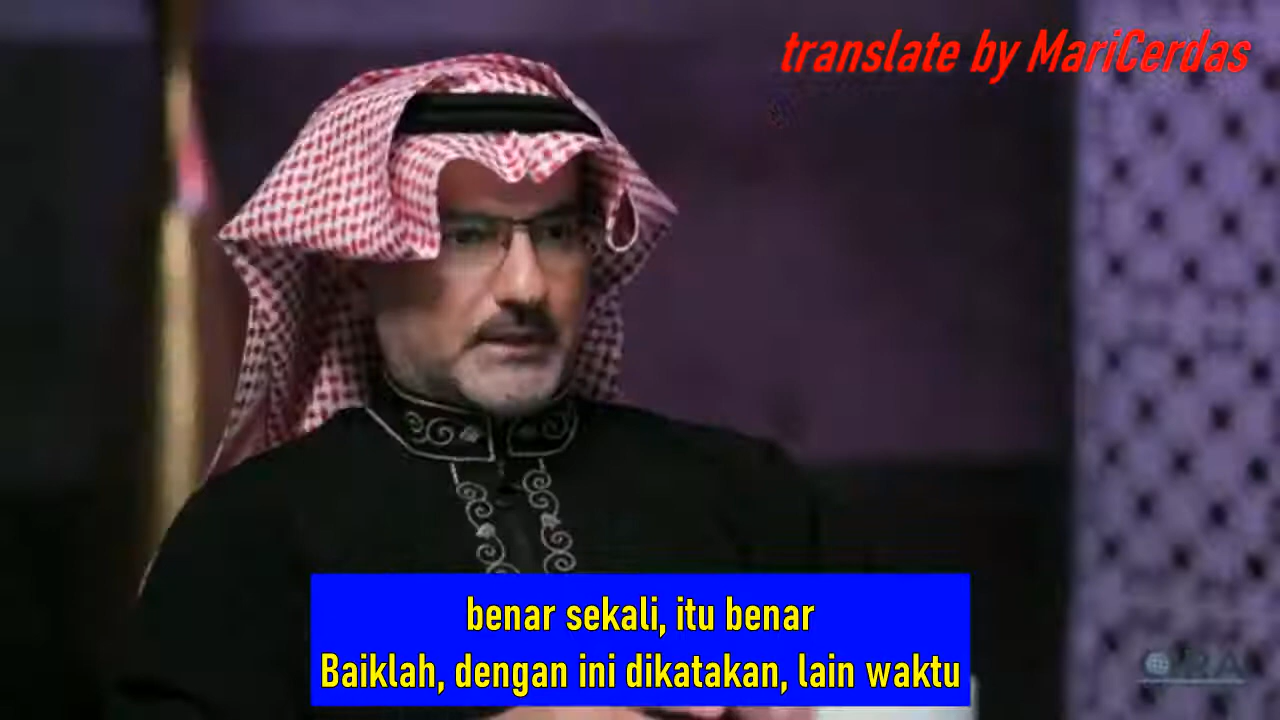 translate by MariCerdas
benar sekali, itu benar
Baiklah, dengan ini dikatakan, lain waktu